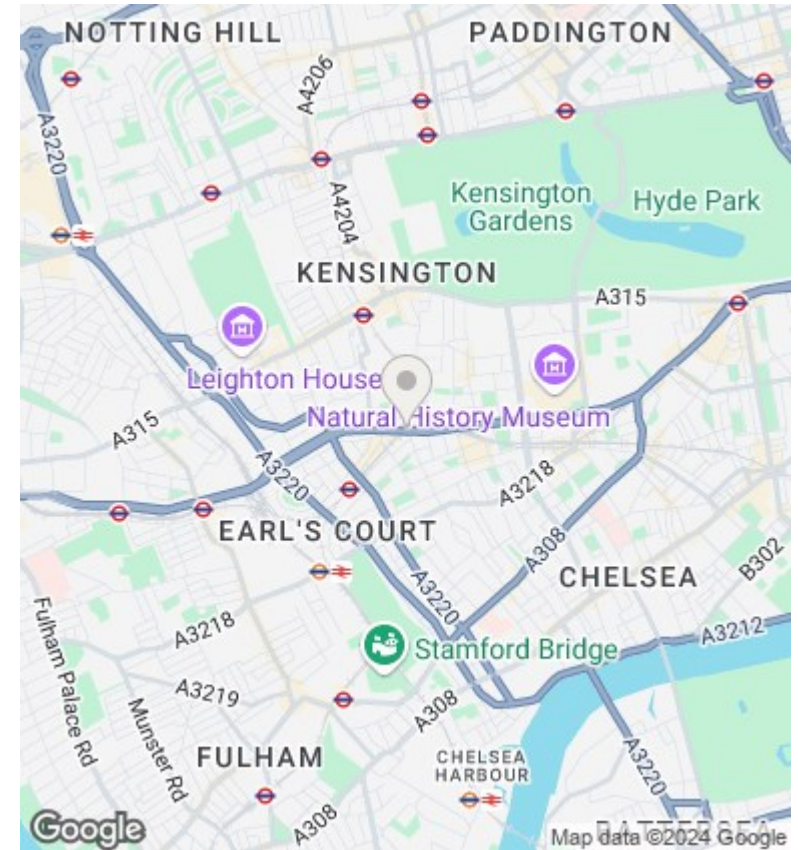 NOTTING HILL
PADDINGTON
A4206
A3220
A4204
Kensington
Gardens
Hyde Park
KENSINGTON
A315
Leighton House
Natural History Museum
A315
A3220
A3218
EARL'S COURT
A308
CHELSEA
B302
A3220
A3218
A3212
Stamford Bridge
Fulham Palace Rd
A3219
Munster Rd
A308
FULHAM
CHELSEA
HARBOUR
A3220
A308
BATTERSEA
Google
Map data ©2024 Google